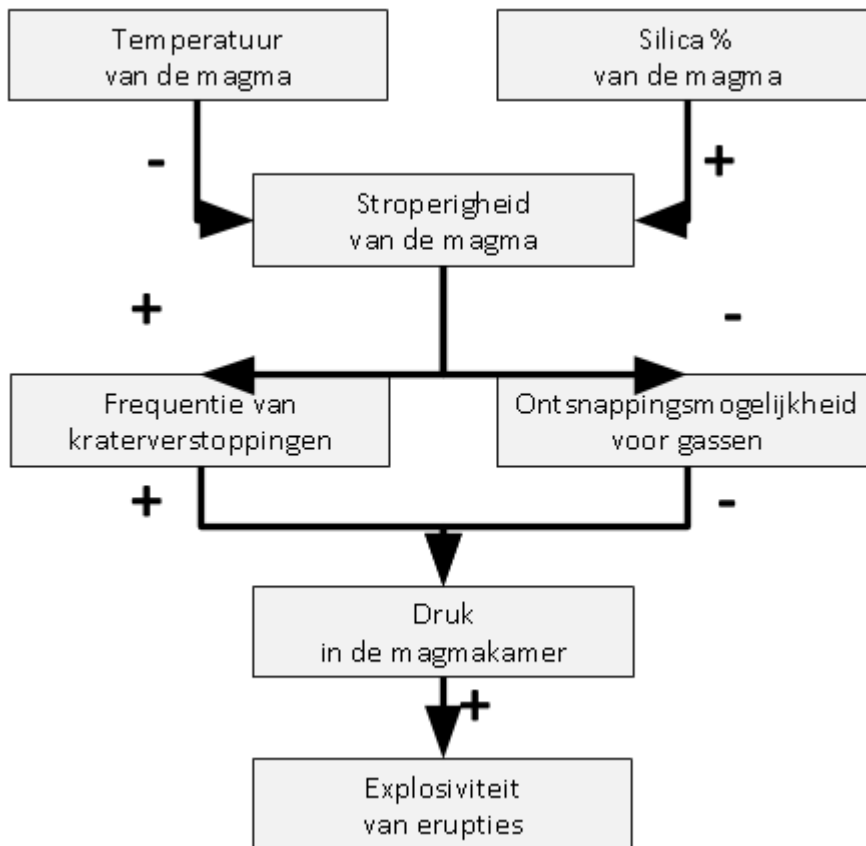 Temperatuur
van de magma
Silica%
van de magma
-
+
Stroperigheid
van de magma
+
-
Frequentie van
kraterverstoppingen
Ontsnappingsmogelijkheid
voor gassen
+
-
Druk
in de magmakamer
+
Explosiviteit
van erupties